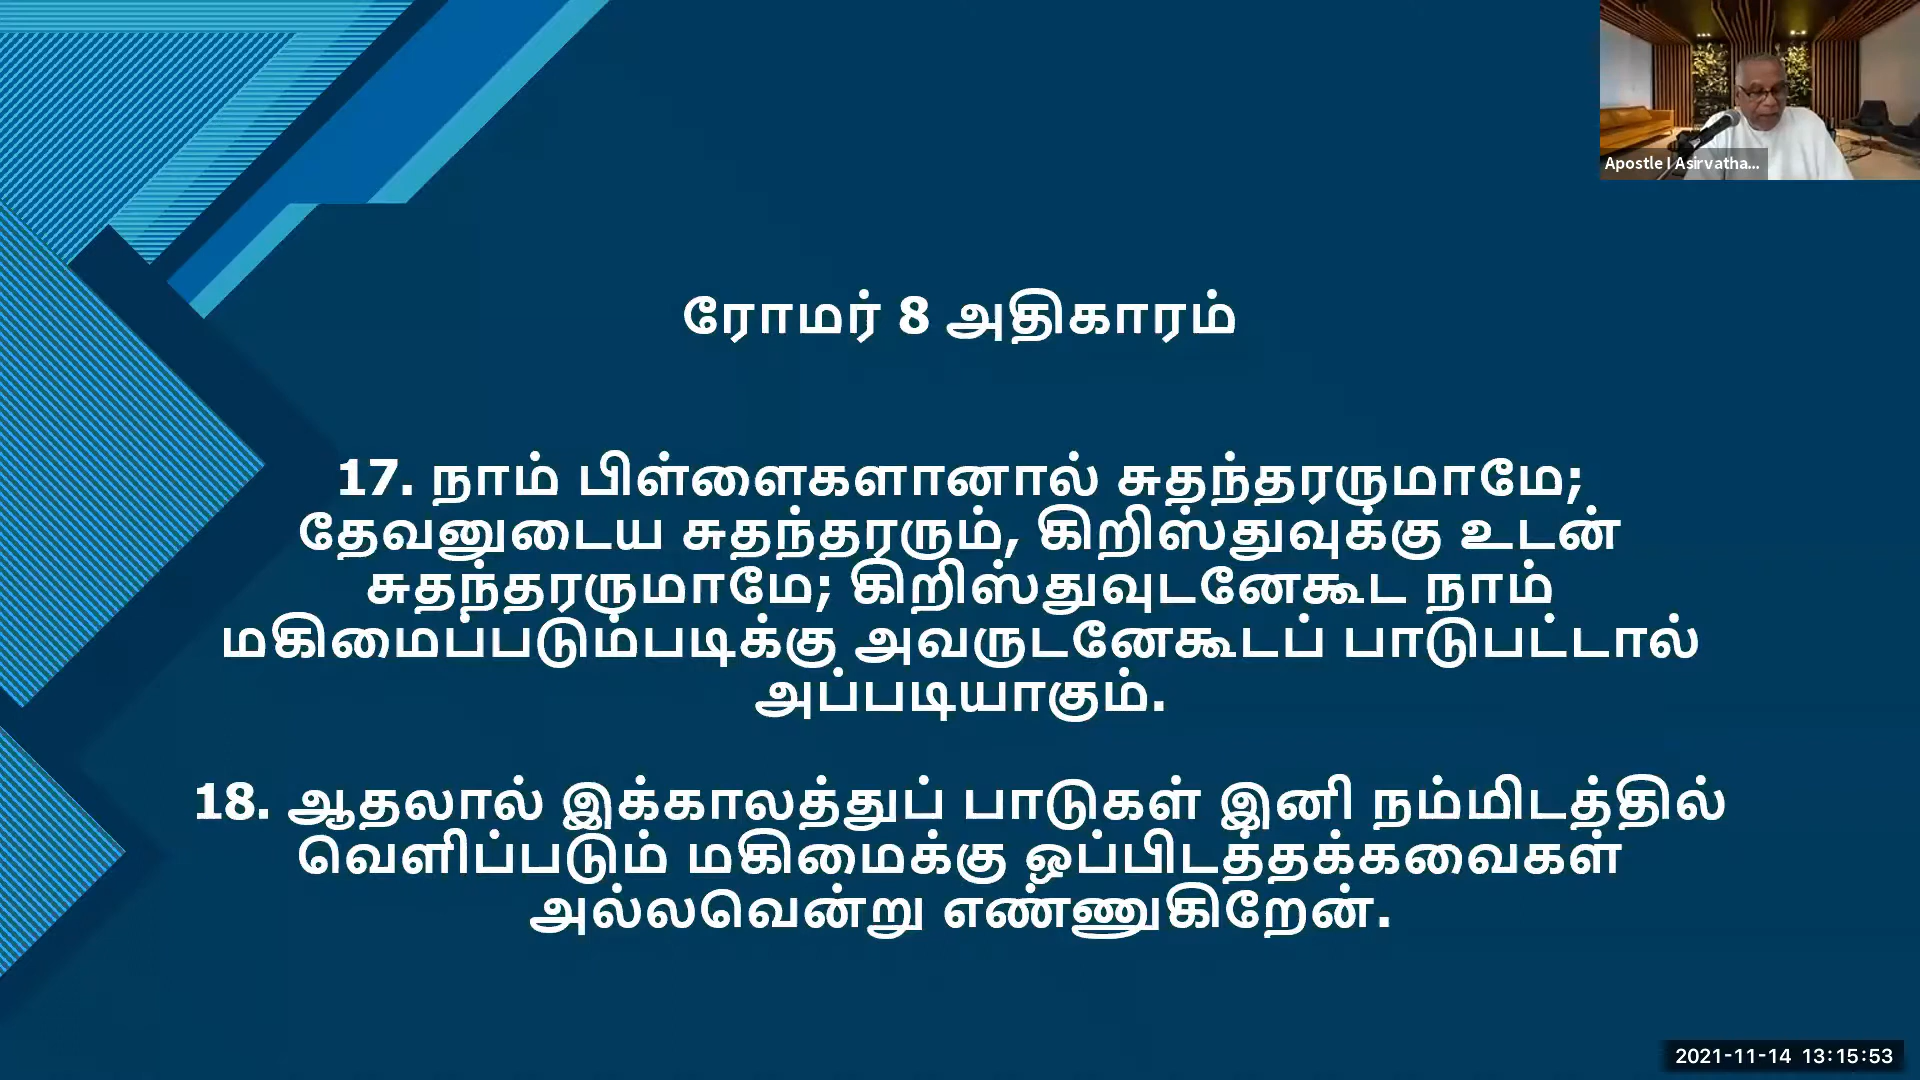 Apostle I Asirvatha...
ரோமர் 8 அதிகாரம்
17. நாம் பிள்ளைகளானால் சுதந்தரருமாமே;
தேவனுடைய சுதந்தரரும், கிறிஸ்துவுக்கு உடன்
சுதந்தரருமாமே; கிறிஸ்துவுடனேகூட நாம்
மகிமைப்படும்படிக்கு அவருடனேகூடப் பாடுபட்டால்
அப்படியாகும்.
18. ஆதலால் இக்காலத்துப் பாடுகள் இனி நம்மிடத்தில்
வெளிப்படும் மகிமைக்கு ஒப்பிடத்தக்கவைகள்
அல்லவென்று எண்ணுகிறேன்.
2021-11-14 13:15:53